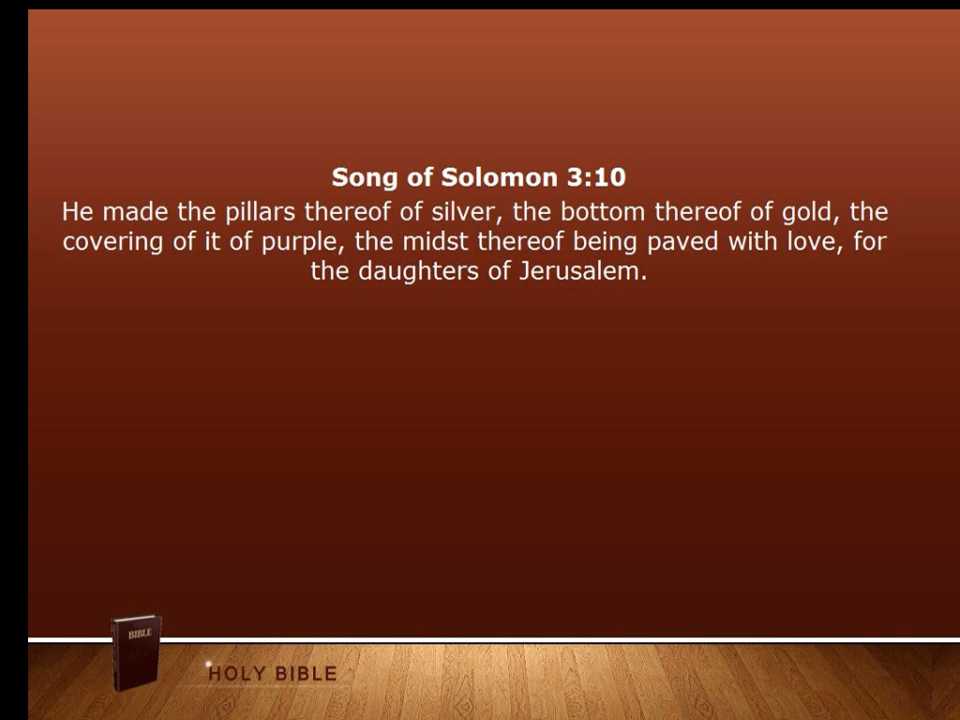 Song of Solomon 3:10
He made the pillars thereof of silver, the bottom thereof of gold, the
covering of it of purple, the midst thereof being paved with love, for
the daughters of Jerusalem.
BIBLE
HOLY BIBLE